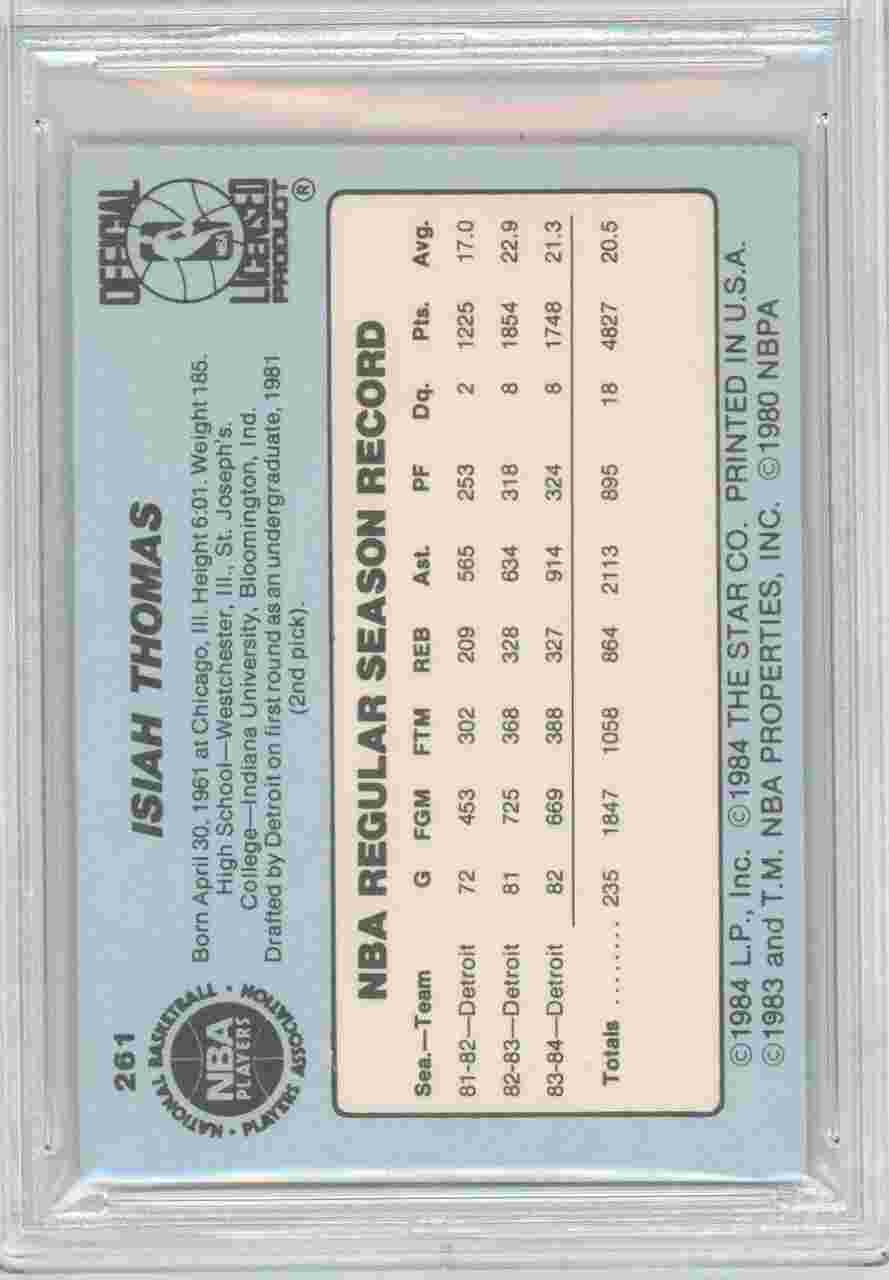 261
ISIAH THOMAS
NATIONAL BASKETBALL
PLAYERS ASSOCIATION
NBA
PLAYERS
OFFICIAL
LICENSED
PRODUCT ®
NBA
Born April 30, 1961 at Chicago, Ill. Height 6:01. Weight 185.
High School—Westchester, Ill., St. Joseph's.
College—Indiana University, Bloomington, Ind.
Drafted by Detroit on first round as an undergraduate, 1981
(2nd pick).
NBA REGULAR SEASON RECORD
Sea.—Team G FGM FTM REB Ast. PF Dq. Pts. Avg.
81-82—Detroit 72 453 302 209 565 253 2 1225 17.0
82-83—Detroit 81 725 368 328 634 318 8 1854 22.9
83-84—Detroit 82 669 388 327 914 324 8 1748 21.3
Totals ........ 235 1847 1058 864 2113 895 18 4827 20.5
©1984 L.P., Inc. ©1984 THE STAR CO. PRINTED IN U.S.A.
©1983 and T.M. NBA PROPERTIES, INC. ©1980 NBPA